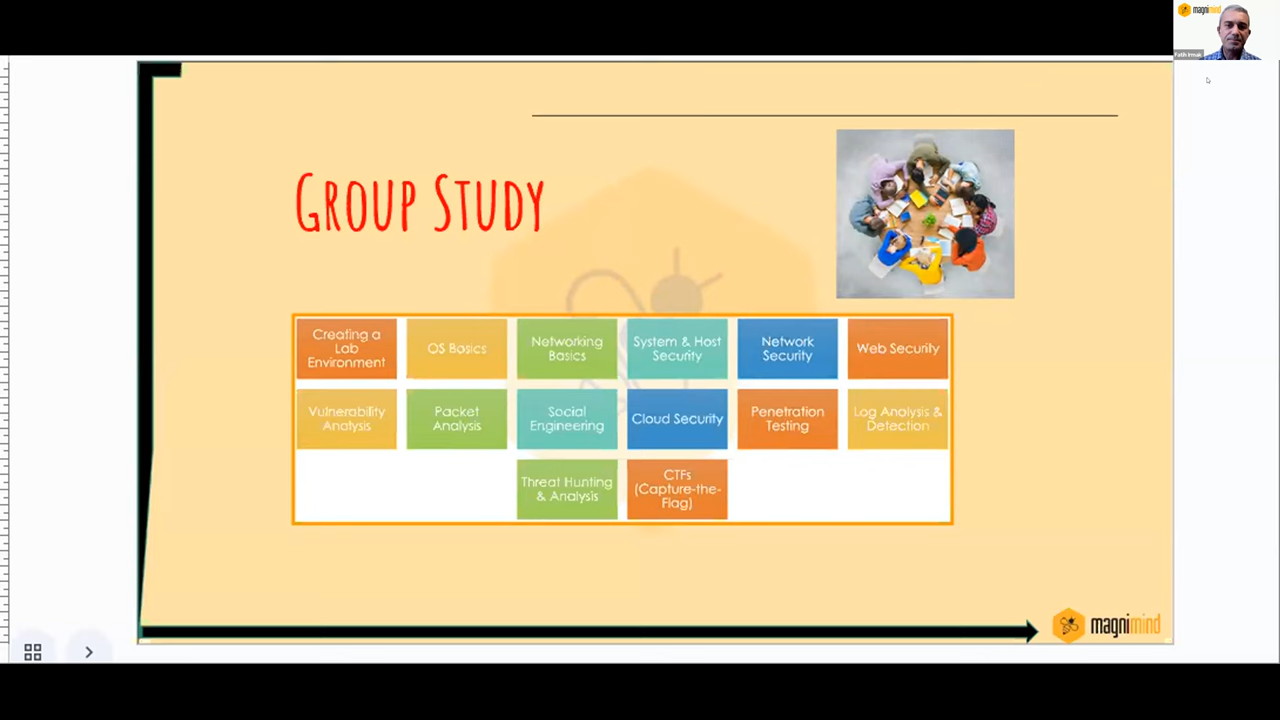 magnimind
Fatih Irmak
GROUP STUDY
Creating a
Lab
Environment
OS Basics
Networking
Basics
System & Host
Security
Network
Security
Web Security
Vulnerability
Analysis
Packet
Analysis
Social
Engineering
Cloud Security
Penetration
Testing
Log Analysis &
Detection
Threat Hunting
& Analysis
CTFs
(Capture-the-
Flag)
magnimind